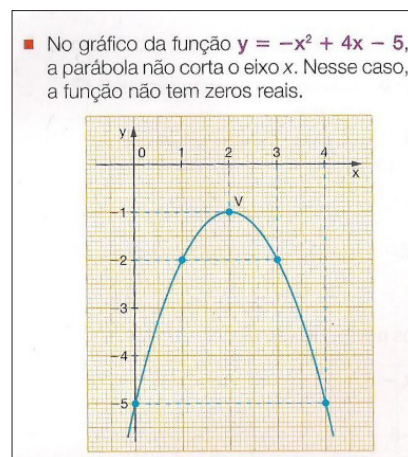 ■ No gráfico da função y = −x² + 4x − 5,
a parábola não corta o eixo x. Nesse caso,
a função não tem zeros reais.
y
0 1 2 3 4
x
V
−1
−2
−3
−4
−5